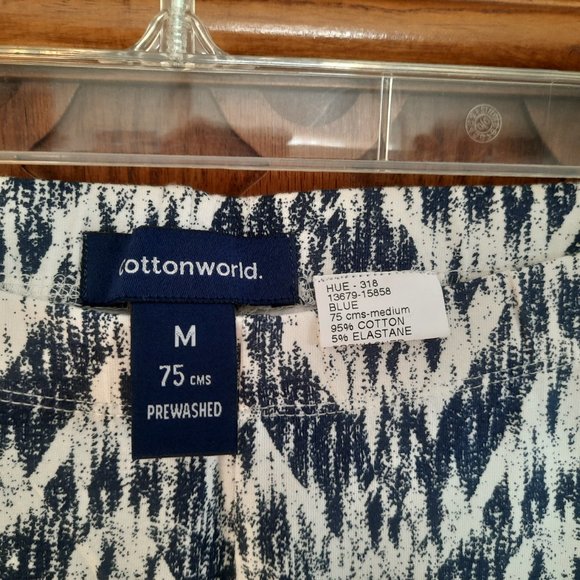 cottonworld.
M
75 CMS
PREWASHED
HUE - 318
13679-15858
BLUE
75 cms-medium
95% COTTON
5% ELASTANE